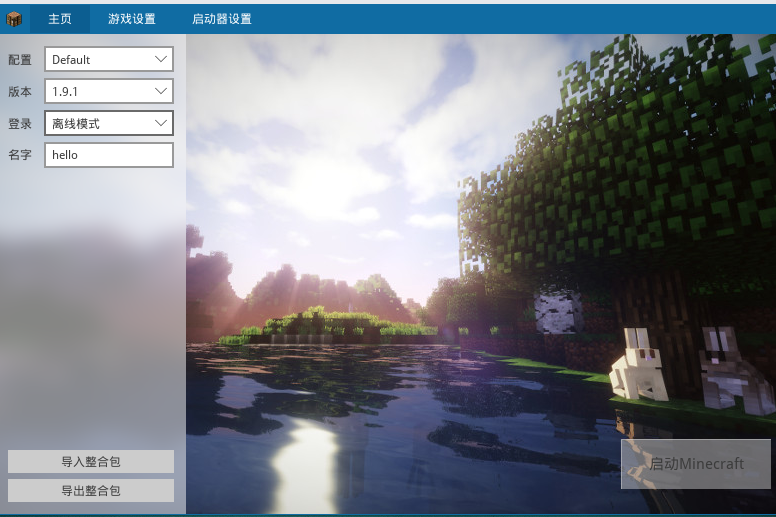 主页 游戏设置 启动器设置
配置 Default
版本 1.9.1
登录 离线模式
名字 hello
启动Minecraft
导入整合包
导出整合包